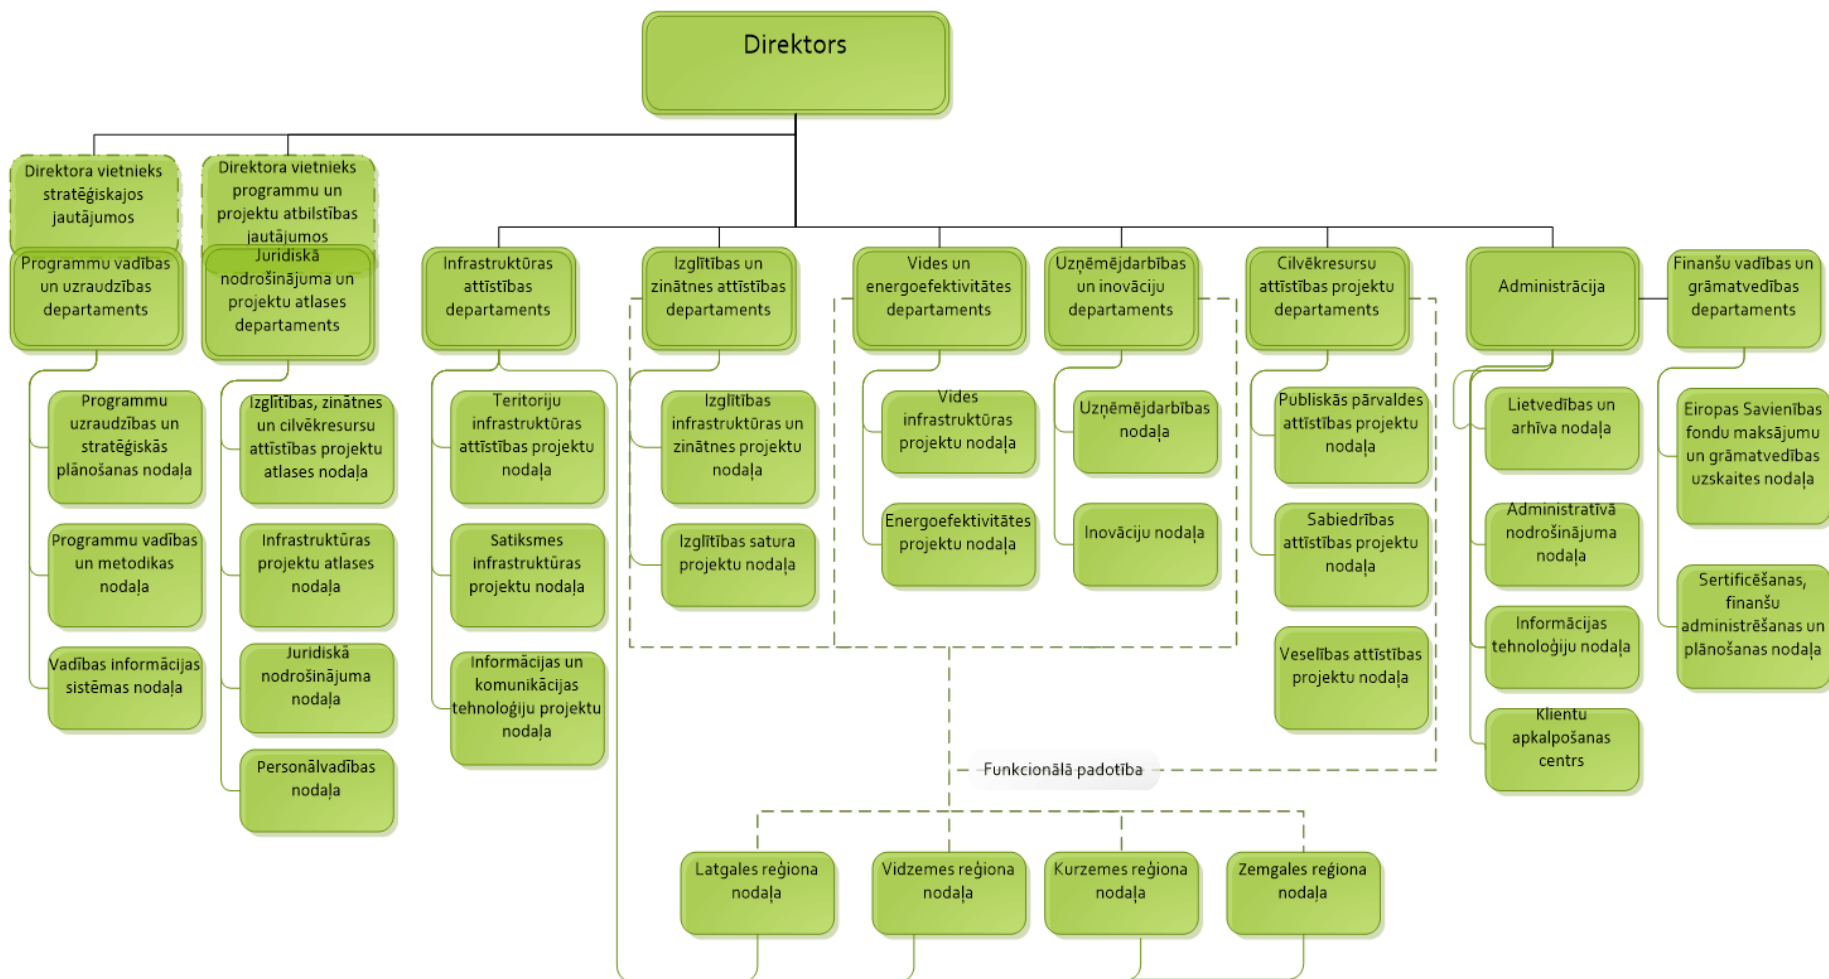 Direktors
Direktora vietnieks
stratēģiskajos
jautājumos
Direktora vietnieks
programmu un
projektu atbilstības
jautājumos
Programmu vadības
un uzraudzības
departaments
Juridiskā
nodrošinājuma un
projektu atlases
departaments
Infrastruktūras
attīstības
departaments
Izglītības un
zinātnes attīstības
departaments
Vides un
energoefektivitātes
departaments
Uzņēmējdarbības
un inovāciju
departaments
Cilvēkresursu
attīstības projektu
departaments
Administrācija
Finanšu vadības un
grāmatvedības
departaments
Programmu
uzraudzības un
stratēģiskās
plānošanas nodaļa
Programmu vadības
un metodikas
nodaļa
Vadības informācijas
sistēmas nodaļa
Izglītības, zinātnes
un cilvēkresursu
attīstības projektu
atlases nodaļa
Infrastruktūras
projektu atlases
nodaļa
Juridiskā
nodrošinājuma
nodaļa
Personālvadības
nodaļa
Teritoriju
infrastruktūras
attīstības projektu
nodaļa
Satiksmes
infrastruktūras
projektu nodaļa
Informācijas un
komunikācijas
tehnoloģiju projektu
nodaļa
Izglītības
infrastruktūras un
zinātnes projektu
nodaļa
Izglītības satura
projektu nodaļa
Vides
infrastruktūras
projektu nodaļa
Energoefektivitātes
projektu nodaļa
Uzņēmējdarbības
nodaļa
Inovāciju nodaļa
Publiskās pārvaldes
attīstības projektu
nodaļa
Sabiedrības
attīstības projektu
nodaļa
Veselības attīstības
projektu nodaļa
Lietvedības un
arhīva nodaļa
Administratīvā
nodrošinājuma
nodaļa
Informācijas
tehnoloģiju nodaļa
Klientu
apkalpošanas
centrs
Eiropas Savienības
fondu maksājumu
un grāmatvedības
uzskaites nodaļa
Sertificēšanas,
finanšu
administrēšanas un
plānošanas nodaļa
Funkcionālā padotība
Latgales reģiona
nodaļa
Vidzemes reģiona
nodaļa
Kurzemes reģiona
nodaļa
Zemgales reģiona
nodaļa